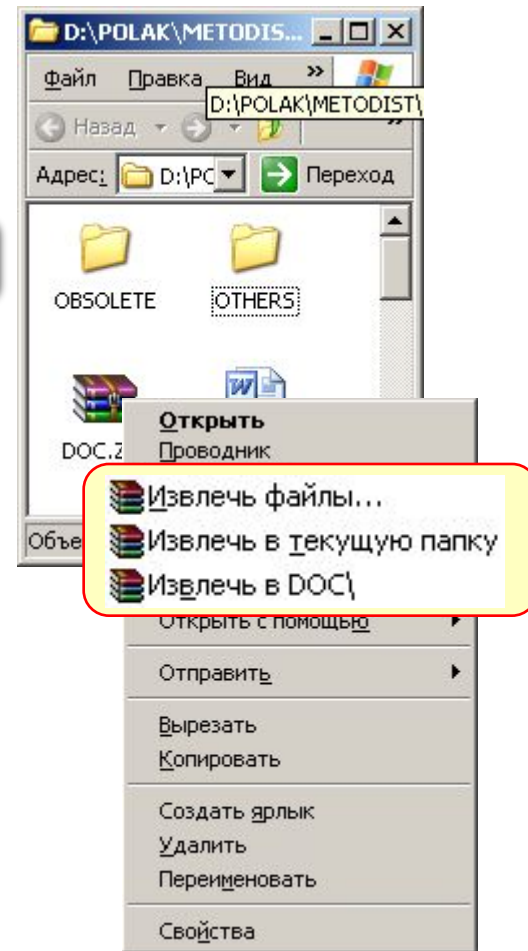 D:\POLAK\METODIS...
Файл Правка Вид »
D:\POLAK\METODIST\
Назад »
Адрес: D:\PC Переход
OBSOLETE OTHERS
DOC.Z
Открыть
Проводник
Извлечь файлы...
Извлечь в текущую папку
Извлечь в DOC\
Объе
Открыть с помощью
Отправить
Вырезать
Копировать
Создать ярлык
Удалить
Переименовать
Свойства